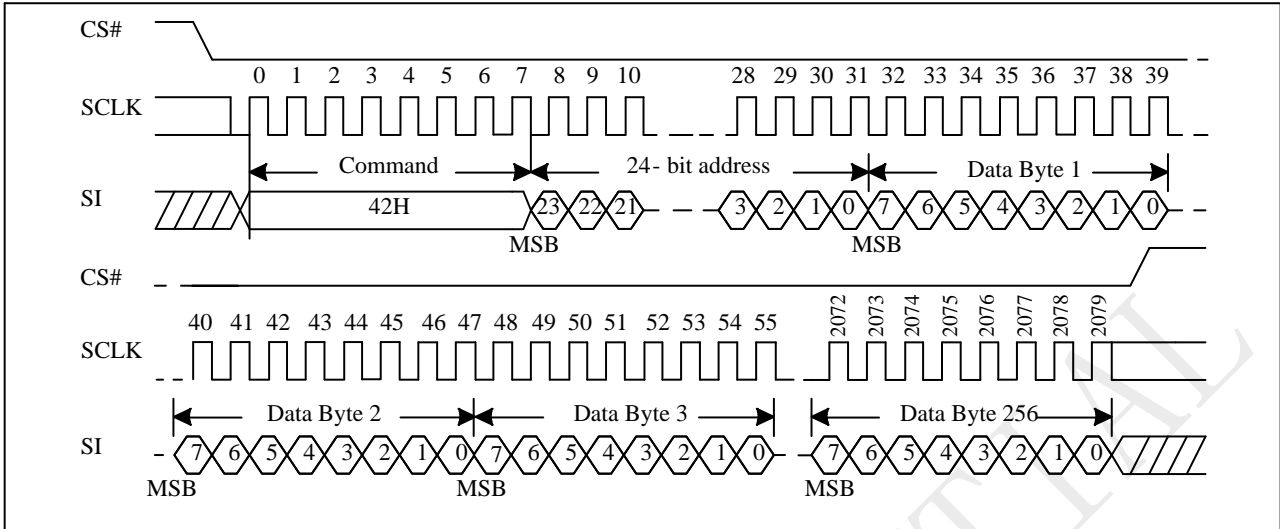 CS#
0 1 2 3 4 5 6 7 8 9 10 28 29 30 31 32 33 34 35 36 37 38 39
SCLK
Command 24- bit address Data Byte 1
SI 42H 23 22 21 3 2 1 0 7 6 5 4 3 2 1 0
MSB MSB
CS#
40 41 42 43 44 45 46 47 48 49 50 51 52 53 54 55 2072 2073 2074 2075 2076 2077 2078 2079
SCLK
Data Byte 2 Data Byte 3 Data Byte 256
SI 7 6 5 4 3 2 1 0 7 6 5 4 3 2 1 0 7 6 5 4 3 2 1 0
MSB MSB MSB
TIAL